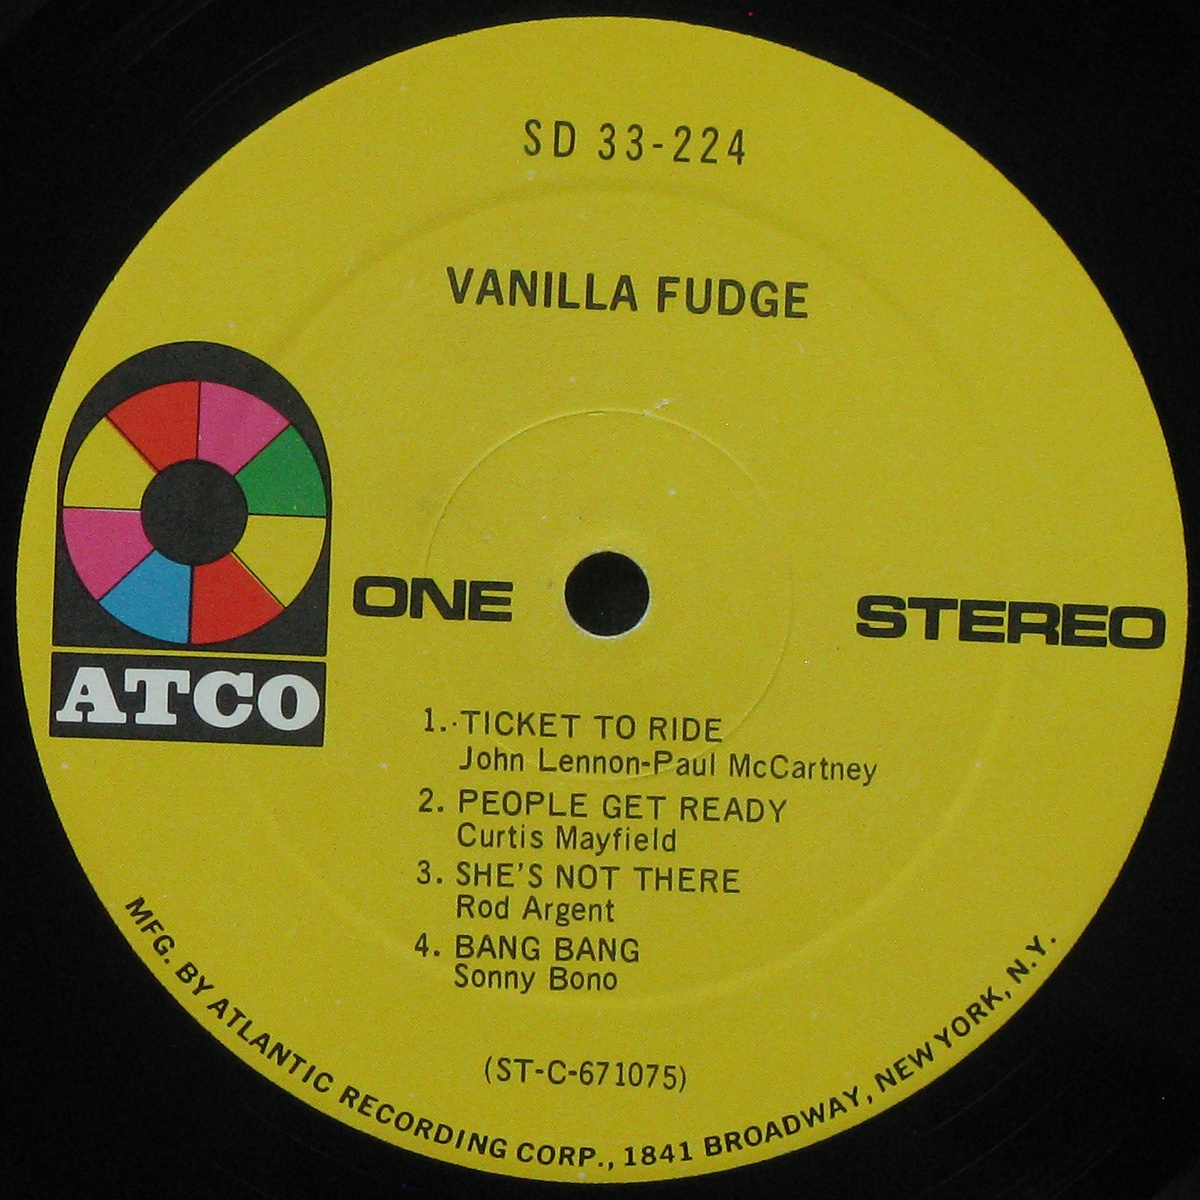 SD 33-224
VANILLA FUDGE
ATCO
ONE
STEREO
1. TICKET TO RIDE
John Lennon-Paul McCartney
2. PEOPLE GET READY
Curtis Mayfield
3. SHE'S NOT THERE
Rod Argent
4. BANG BANG
Sonny Bono
(ST-C-671075)
MFG. BY ATLANTIC RECORDING CORP., 1841 BROADWAY, NEW YORK, N.Y.